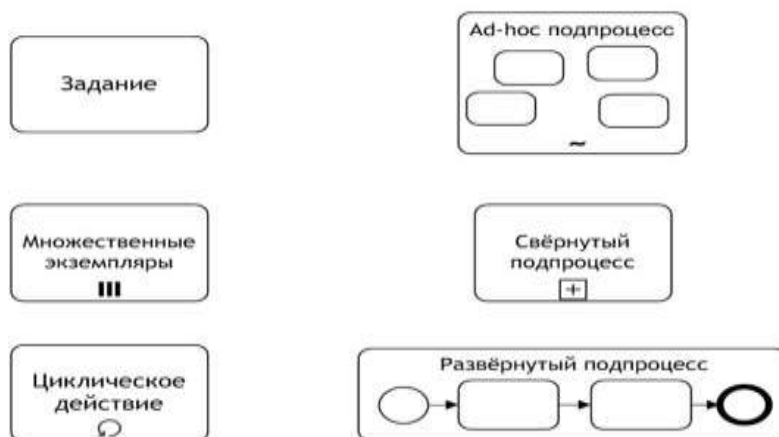 Задание
Ad-hoc подпроцесс
~
Множественные
экземпляры
Свёрнутый
подпроцесс
+
Циклическое
действие
Развёрнутый подпроцесс